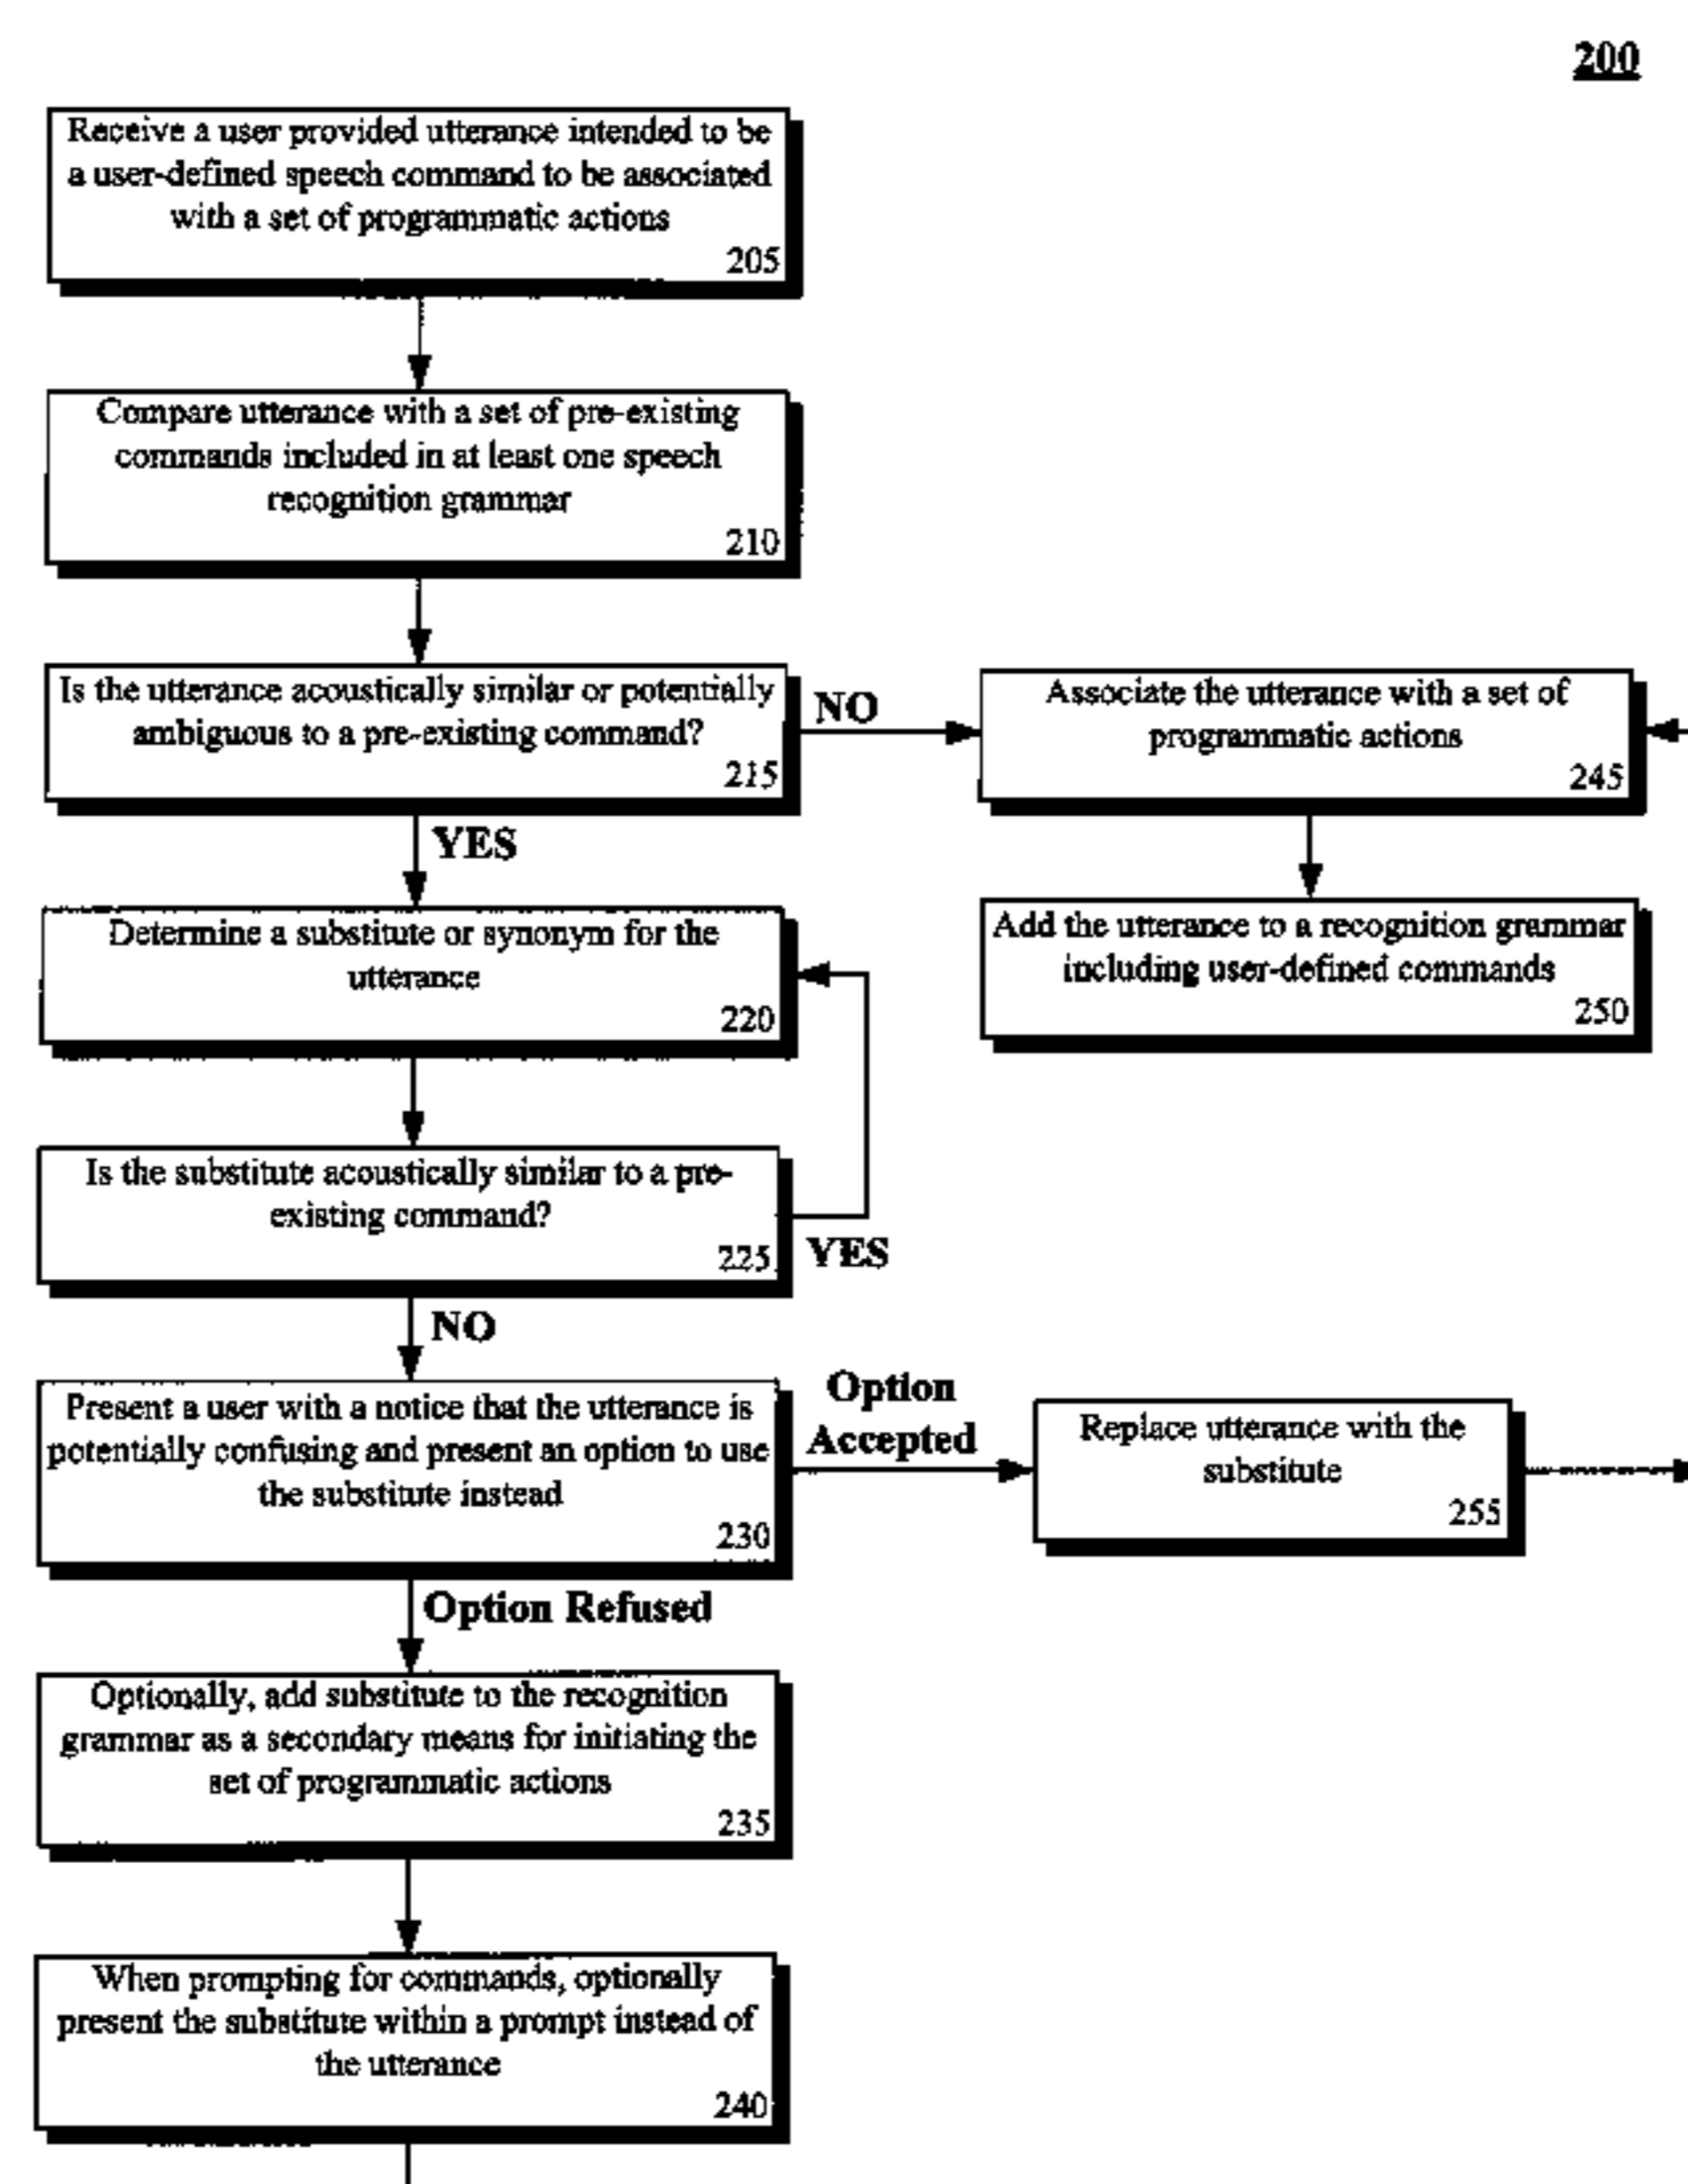 200
Receive a user provided utterance intended to be
a user-defined speech command to be associated
with a set of programmatic actions
205
Compare utterance with a set of pre-existing
commands included in at least one speech
recognition grammar
210
Is the utterance acoustically similar or potentially
ambiguous to a pre-existing command?
215
NO
Associate the utterance with a set of
programmatic actions
245
YES
Determine a substitute or synonym for the
utterance
220
Add the utterance to a recognition grammar
including user-defined commands
250
Is the substitute acoustically similar to a pre-
existing command?
225
YES
NO
Present a user with a notice that the utterance is
potentially confusing and present an option to use
the substitute instead
230
Option
Accepted
Replace utterance with the
substitute
255
Option Refused
Optionally, add substitute to the recognition
grammar as a secondary means for initiating the
set of programmatic actions
235
When prompting for commands, optionally
present the substitute within a prompt instead of
the utterance
240